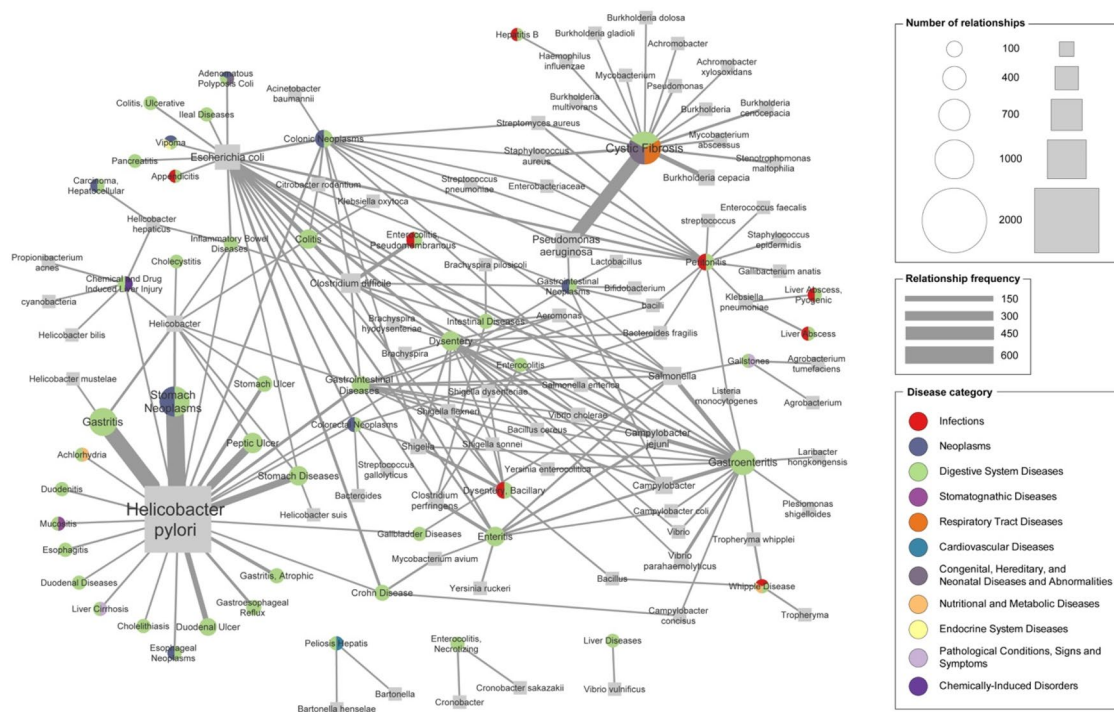 Hepatitis B
Burkholderia dolosa
Burkholderia gladioli
Haemophilus
influenzae
Achromobacter
Achromobacter
xylosoxidans
Mycobacterium
Pseudomonas
Burkholderia
multivorans
Burkholderia
Burkholderia
cenocepacia
Streptomyces aureus
Cystic Fibrosis
Mycobacterium
abscessus
Staphylococcus
aureus
Stenotrophomonas
maltophilia
Burkholderia cepacia
Adenomatous
Polyposis Coli
Acinetobacter
baumannii
Colitis, Ulcerative
Ileal Diseases
Vipoma
Colonic Neoplasms
Pancreatitis
Escherichia coli
Appendicitis
Carcinoma,
Hepatocellular
Citrobacter rodentium
Streptococcus
pneumoniae
Enterobacteriaceae
Klebsiella oxytoca
Helicobacter
hepaticus
Inflammatory Bowel
Diseases
Colitis
Enterocolitis,
Pseudomembranous
Pseudomonas
aeruginosa
streptococcus
Enterococcus faecalis
Staphylococcus
epidermidis
Propionibacterium
acnes
Cholecystitis
Chemical and Drug
Induced Liver Injury
Clostridium difficile
Brachyspira pilosicoli
Lactobacillus
Peritonitis
Gallibacterium anatis
Gastrointestinal
Neoplasms
Bifidobacterium
Klebsiella
pneumoniae
Liver Abscess,
Pyogenic
cyanobacteria
Helicobacter
Brachyspira
hyodysenteriae
Intestinal Diseases
Aeromonas
bacilli
Bacteroides fragilis
Liver Abscess
Helicobacter bilis
Brachyspira
Dysentery
Enterocolitis
Gallstones
Agrobacterium
tumefaciens
Helicobacter mustelae
Stomach
Neoplasms
Stomach Ulcer
Gastrointestinal
Diseases
Shigella dysenteriae
Salmonella enterica
Salmonella
Listeria
monocytogenes
Agrobacterium
Gastritis
Shigella flexneri
Vibrio cholerae
Colorectal Neoplasms
Bacillus cereus
Campylobacter
jejuni
Peptic Ulcer
Shigella
Shigella sonnei
Laribacter
hongkongensis
Achlorhydria
Stomach Diseases
Streptococcus
gallolyticus
Yersinia enterocolitica
Gastroenteritis
Duodenitis
Bacteroides
Clostridium
perfringens
Dysentery, Bacillary
Campylobacter
Plesiomonas
shigelloides
Helicobacter
pylori
Mucositis
Helicobacter suis
Campylobacter coli
Gallbladder Diseases
Enteritis
Vibrio
Tropheryma whipplei
Esophagitis
Mycobacterium avium
Vibrio
parahaemolyticus
Duodenal Diseases
Gastritis, Atrophic
Yersinia ruckeri
Bacillus
Whipple Disease
Liver Cirrhosis
Gastroesophageal
Reflux
Crohn Disease
Campylobacter
concisus
Tropheryma
Cholelithiasis
Duodenal Ulcer
Esophageal
Neoplasms
Peliosis Hepatis
Enterocolitis,
Necrotizing
Liver Diseases
Bartonella
Cronobacter sakazakii
Vibrio vulnificus
Bartonella henselae
Cronobacter
Number of relationships
100
400
700
1000
2000
Relationship frequency
150
300
450
600
Disease category
Infections
Neoplasms
Digestive System Diseases
Stomatognathic Diseases
Respiratory Tract Diseases
Cardiovascular Diseases
Congenital, Hereditary, and
Neonatal Diseases and Abnormalities
Nutritional and Metabolic Diseases
Endocrine System Diseases
Pathological Conditions, Signs and
Symptoms
Chemically-Induced Disorders